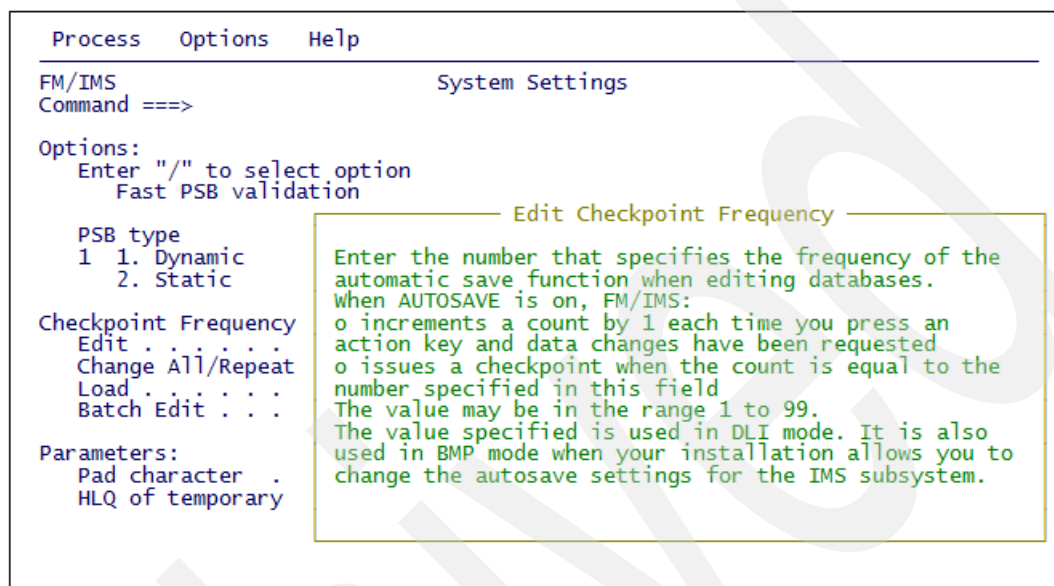 Process Options Help
FM/IMS System Settings
Command ===>
Options:
Enter "/" to select option
Fast PSB validation
PSB type
1 1. Dynamic
2. Static
Checkpoint Frequency
Edit . . . . . .
Change All/Repeat
Load . . . . . .
Batch Edit . . .
Parameters:
Pad character .
HLQ of temporary
Edit Checkpoint Frequency
Enter the number that specifies the frequency of the
automatic save function when editing databases.
When AUTOSAVE is on, FM/IMS:
o increments a count by 1 each time you press an
action key and data changes have been requested
o issues a checkpoint when the count is equal to the
number specified in this field
The value may be in the range 1 to 99.
The value specified is used in DLI mode. It is also
used in BMP mode when your installation allows you to
change the autosave settings for the IMS subsystem.